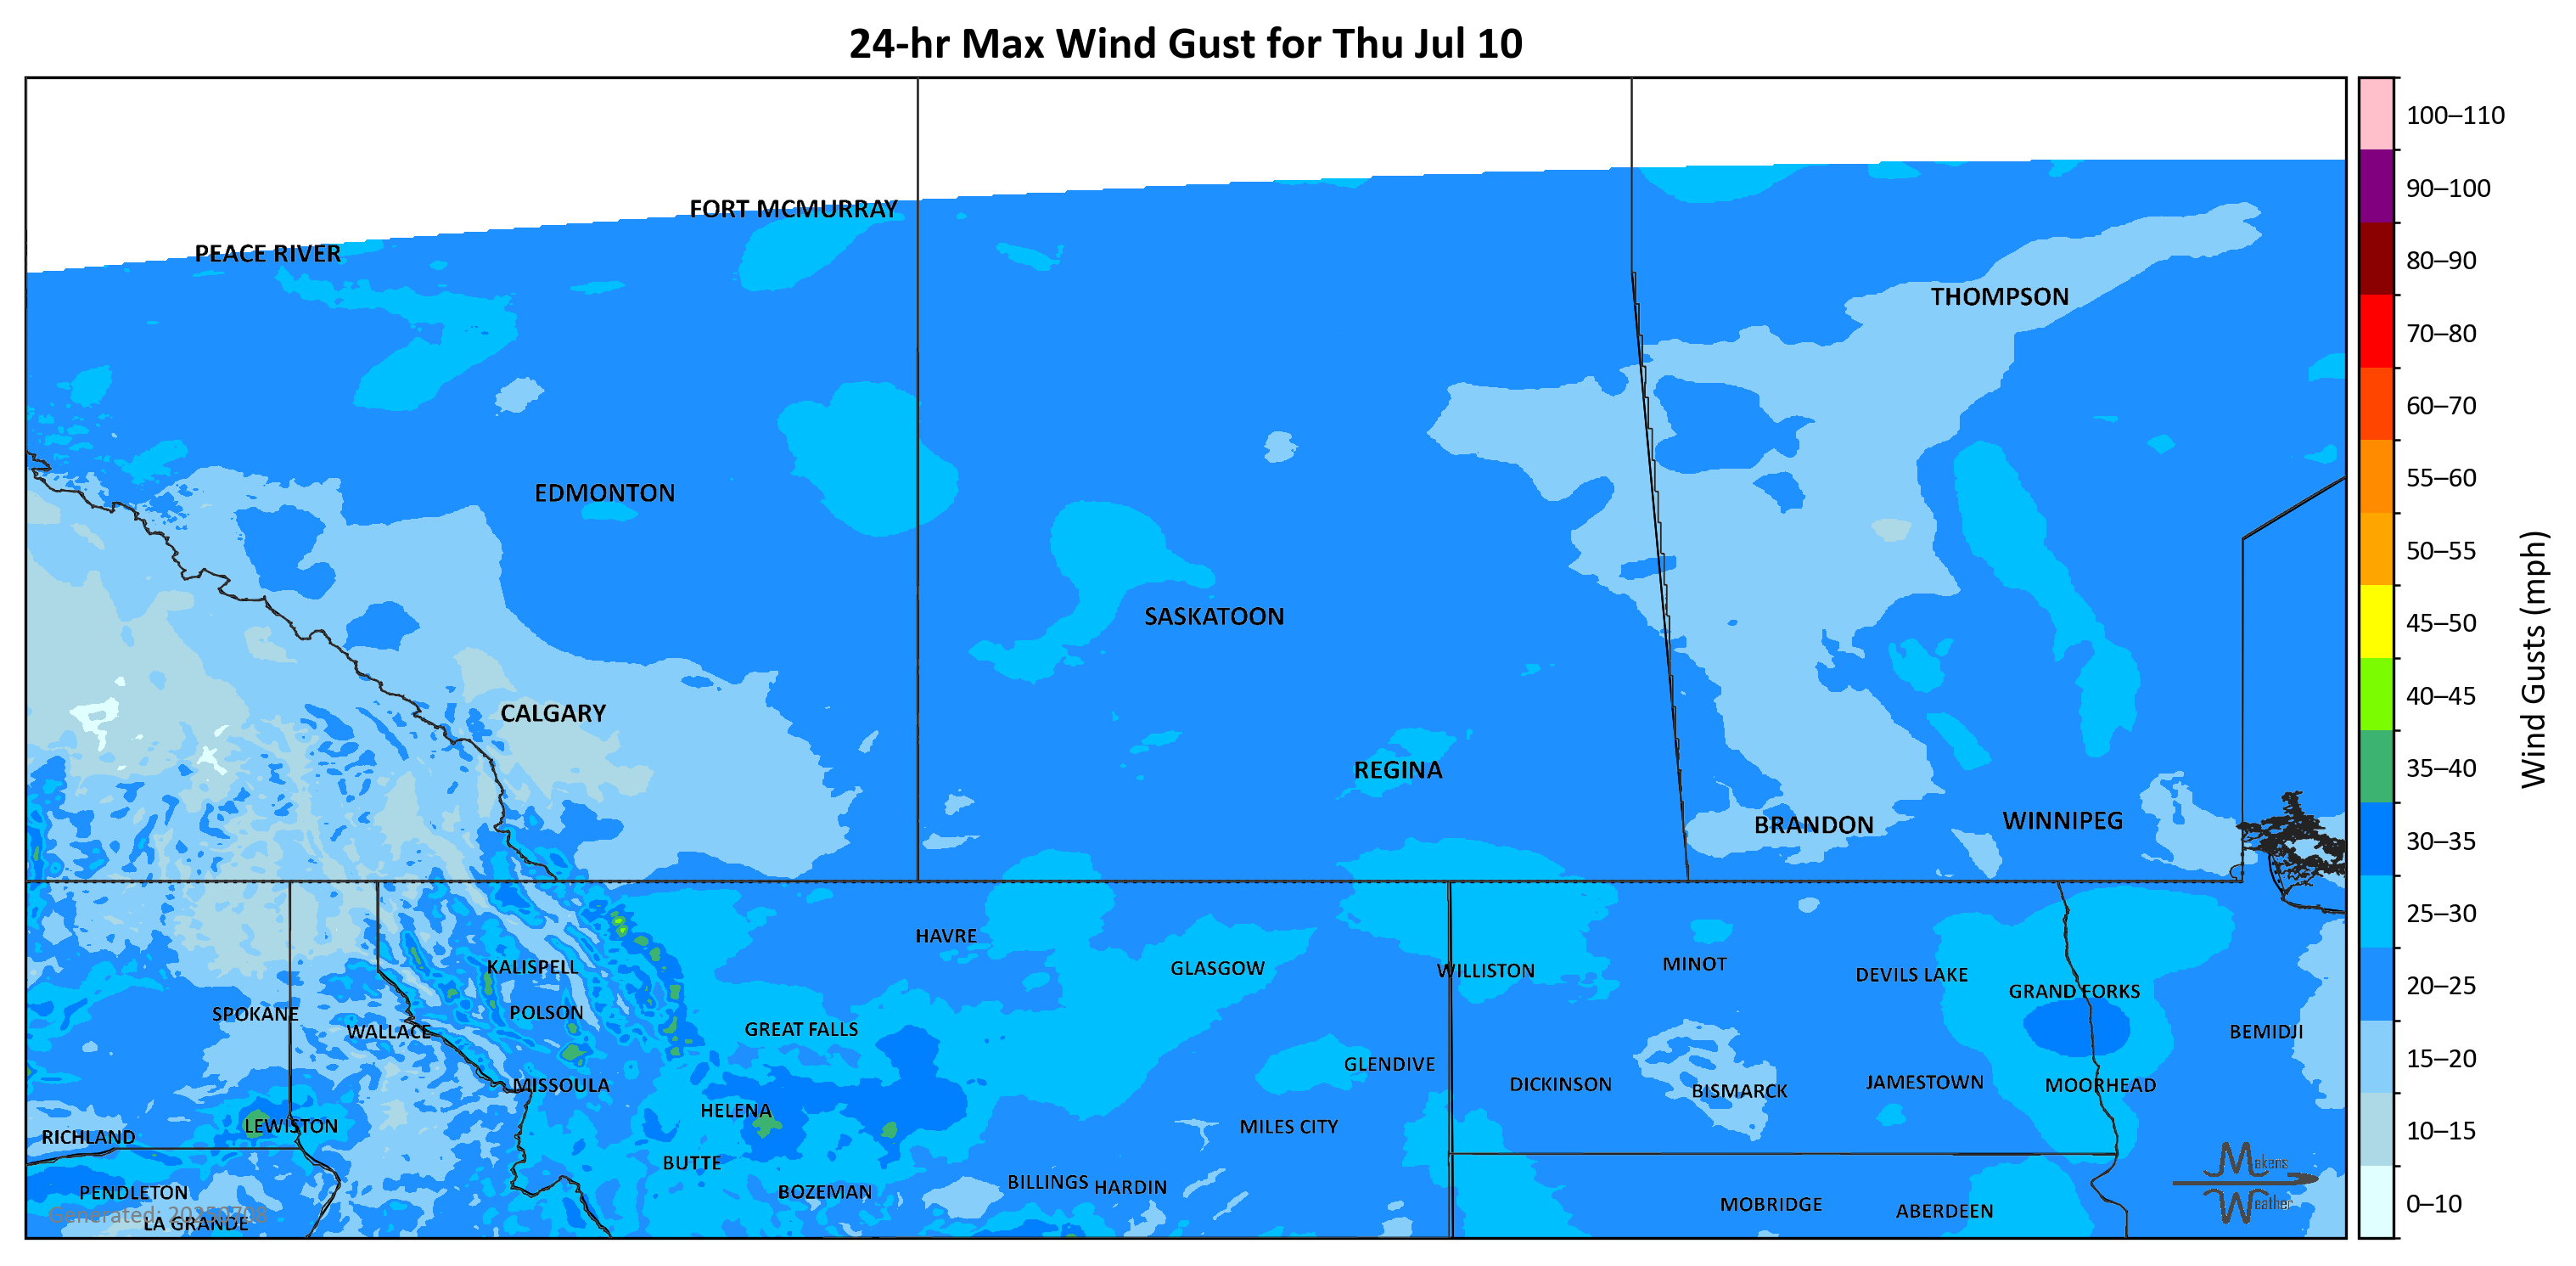 24-hr Max Wind Gust for Thu Jul 10
100–110
90–100
80–90
70–80
60–70
55–60
50–55
45–50
40–45
35–40
30–35
25–30
20–25
15–20
10–15
0–10
Wind Gusts (mph)
FORT MCMURRAY
PEACE RIVER
THOMPSON
EDMONTON
SASKATOON
CALGARY
REGINA
BRANDON
WINNIPEG
HAVRE
KALISPELL
GLASGOW
WILLISTON
MINOT
DEVILS LAKE
GRAND FORKS
SPOKANE
POLSON
WALLACE
GREAT FALLS
BEMIDJI
GLENDIVE
MISSOULA
DICKINSON
BISMARCK
JAMESTOWN
MOORHEAD
HELENA
LEWISTON
MILES CITY
RICHLAND
BUTTE
PENDLETON
BOZEMAN
BILLINGS
HARDIN
MOBRIDGE
ABERDEEN
LA GRANDE
Generated: 20250708
Makens
Weather